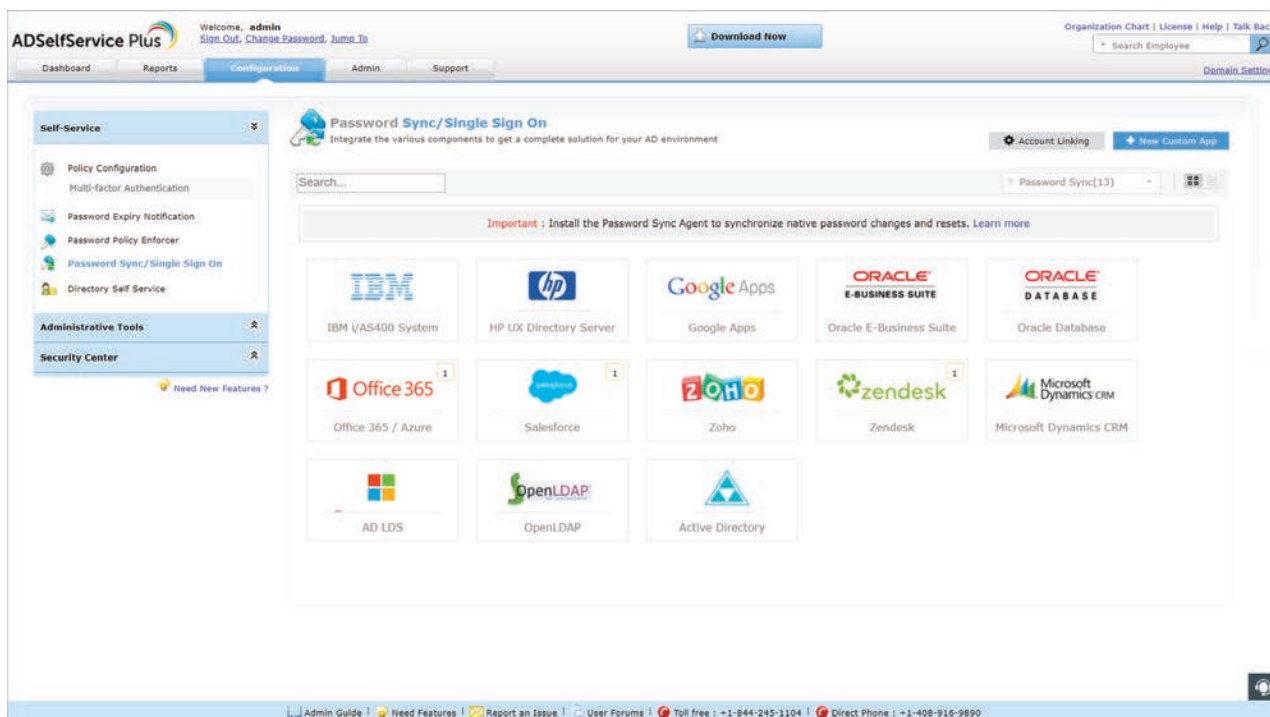 ADSelfService Plus
Welcome, admin
Sign Out, Change Password, Jump To
Download Now
Organization Chart | License | Help | Talk Bac
Search Employee
Dashboard Reports Configuration Admin Support
Domain Setting
Self-Service
Policy Configuration
Multi-factor Authentication
Password Expiry Notification
Password Policy Enforcer
Password Sync/Single Sign On
Directory Self Service
Administrative Tools
Security Center
Need New Features ?
Password Sync/Single Sign On
Integrate the various components to get a complete solution for your AD environment
Account Linking
New Custom App
Search...
Password Sync(13)
Important : Install the Password Sync Agent to synchronize native password changes and resets. Learn more
IBM
hp
Google Apps
ORACLE
E-BUSINESS SUITE
ORACLE
DATABASE
IBM i/AS400 System
HP UX Directory Server
Google Apps
Oracle E-Business Suite
Oracle Database
1
Office 365
1
salesforce
ZOHO
1
zendesk
Microsoft
Dynamics CRM
Office 365 / Azure
Salesforce
Zoho
Zendesk
Microsoft Dynamics CRM
OpenLDAP
AD LDS
OpenLDAP
Active Directory
Admin Guide | Need Features | Report an Issue | User Forums | Toll free : +1-844-245-1104 | Direct Phone : +1-408-916-9890